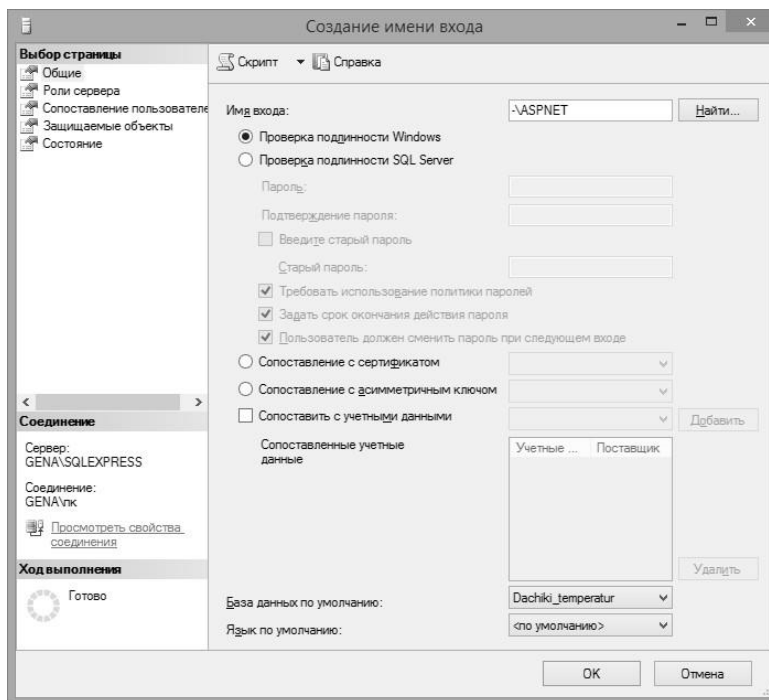 Создание имени входа
Выбор страницы
Общие
Роли сервера
Сопоставление пользователе
Защищаемые объекты
Состояние
Скрипт
Справка
Имя входа:
-\ASPNET
Найти...
Проверка подлинности Windows
Проверка подлинности SQL Server
Пароль:
Подтверждение пароля:
Введите старый пароль
Старый пароль:
Требовать использование политики паролей
Задать срок окончания действия пароля
Пользователь должен сменить пароль при следующем входе
Сопоставление с сертификатом
Сопоставление с асимметричным ключом
Сопоставить с учетными данными
Добавить
Сопоставленные учетные
данные
Учетные ...
Поставщик
Удалить
База данных по умолчанию:
Dachiki_temperatur
Язык по умолчанию:
<по умолчанию>
Соединение
Сервер:
GENA\SQLEXPRESS
Соединение:
GENA\пк
Просмотреть свойства
соединения
Ход выполнения
Готово
OK
Отмена